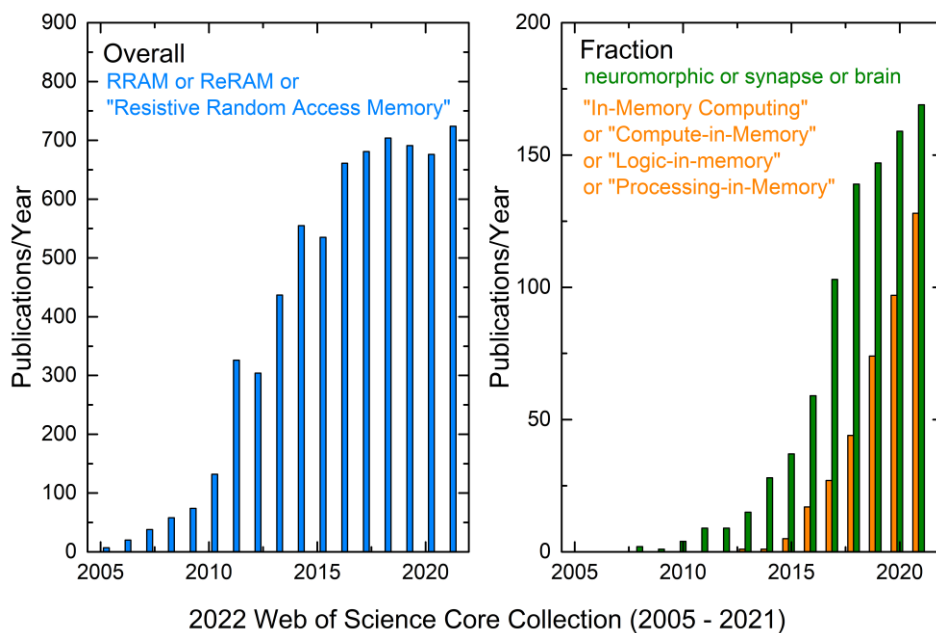 Overall
RRAM or ReRAM or
"Resistive Random Access Memory"
Publications/Year
900
800
700
600
500
400
300
200
100
0
2005
2010
2015
2020
Fraction
neuromorphic or synapse or brain
"In-Memory Computing"
or "Compute-in-Memory"
or "Logic-in-memory"
or "Processing-in-Memory"
Publications/Year
200
150
100
50
0
2005
2010
2015
2020
2022 Web of Science Core Collection (2005 - 2021)